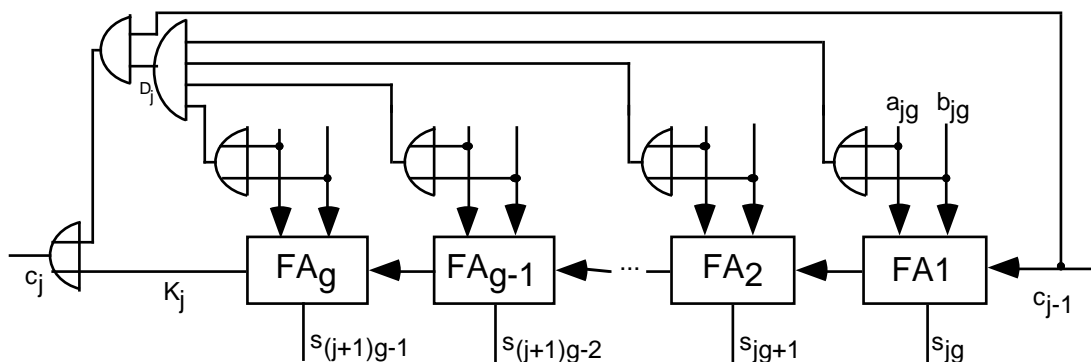 D_j
a_jg b_jg
c_j
K_j
FA_g
FA_g-1
...
FA_2
FA1
c_j-1
s_(j+1)g-1
s_(j+1)g-2
s_jg+1
s_jg